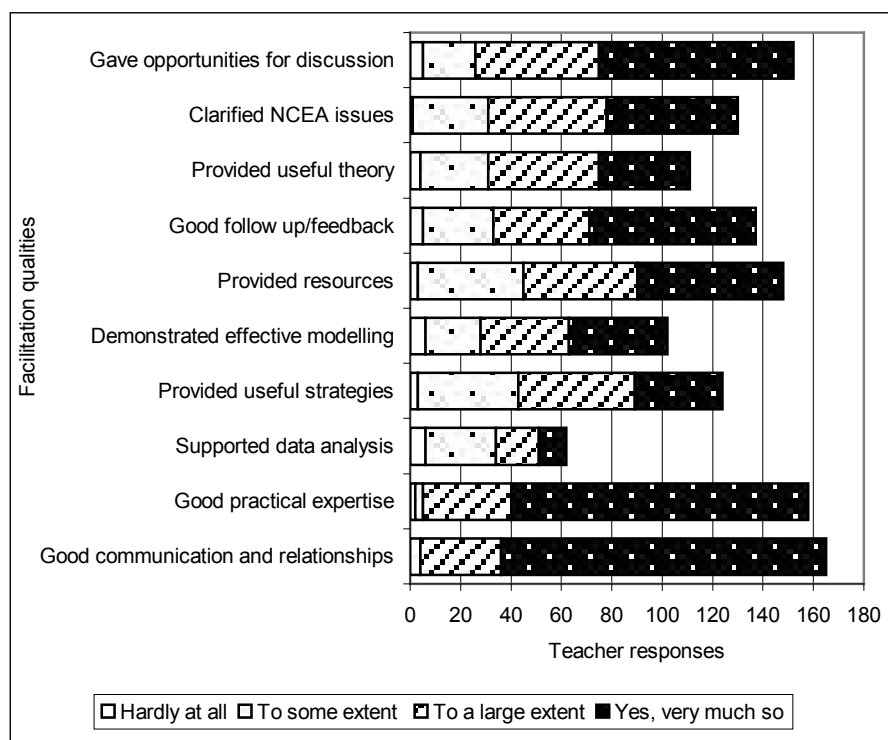 Facilitation qualities
Gave opportunities for discussion
Clarified NCEA issues
Provided useful theory
Good follow up/feedback
Provided resources
Demonstrated effective modelling
Provided useful strategies
Supported data analysis
Good practical expertise
Good communication and relationships
0 20 40 60 80 100 120 140 160 180
Teacher responses
Hardly at all To some extent To a large extent Yes, very much so